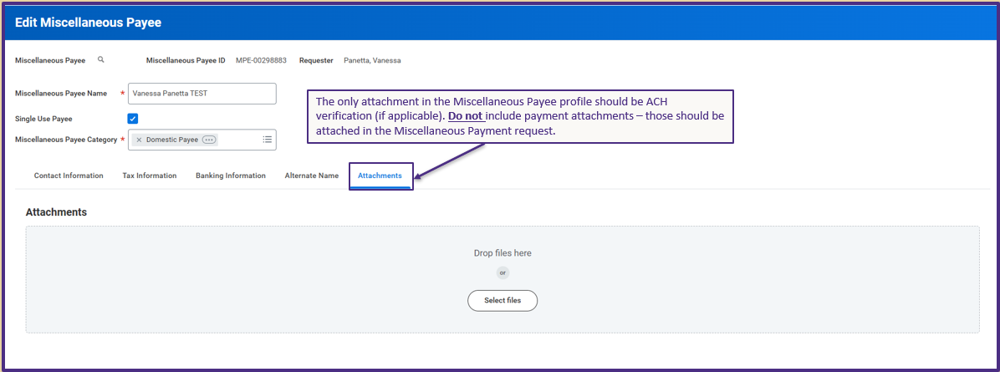 Edit Miscellaneous Payee
Miscellaneous Payee Miscellaneous Payee ID MPE-00298883 Requester Panetta, Vanessa
Miscellaneous Payee Name * Vanessa Panetta TEST
The only attachment in the Miscellaneous Payee profile should be ACH
verification (if applicable). Do not include payment attachments – those should be
attached in the Miscellaneous Payment request.
Single Use Payee
Miscellaneous Payee Category * × Domestic Payee
Contact Information Tax Information Banking Information Alternate Name Attachments
Attachments
Drop files here
or
Select files